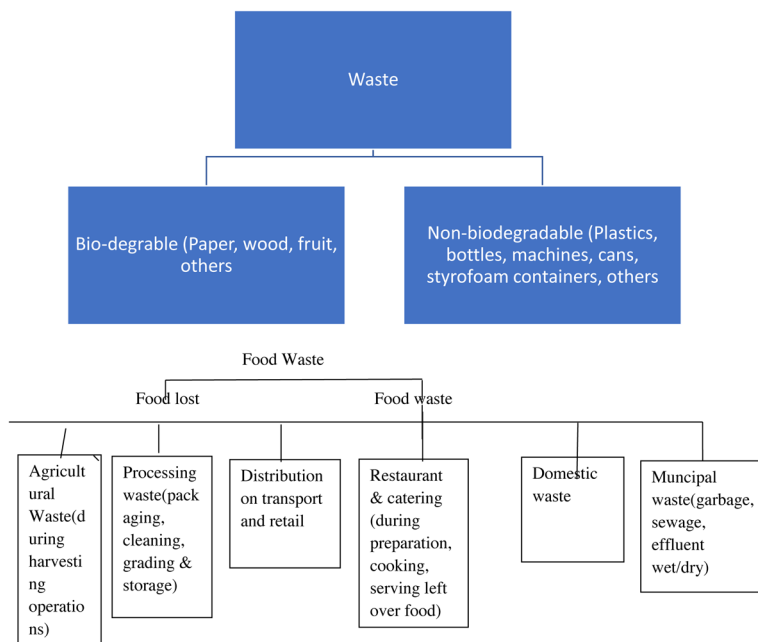 Waste
Bio-degrable (Paper, wood, fruit,
others
Non-biodegradable (Plastics,
bottles, machines, cans,
styrofoam containers, others
Food Waste
Food lost
Food waste
Agricult
ural
Waste(d
uring
harvesti
ng
operatio
ns)
Processing
waste(pack
aging,
cleaning,
grading &
storage)
Distribution
on transport
and retail
Restaurant
& catering
(during
preparation,
cooking,
serving left
over food)
Domestic
waste
Muncipal
waste(garbage,
sewage,
effluent
wet/dry)